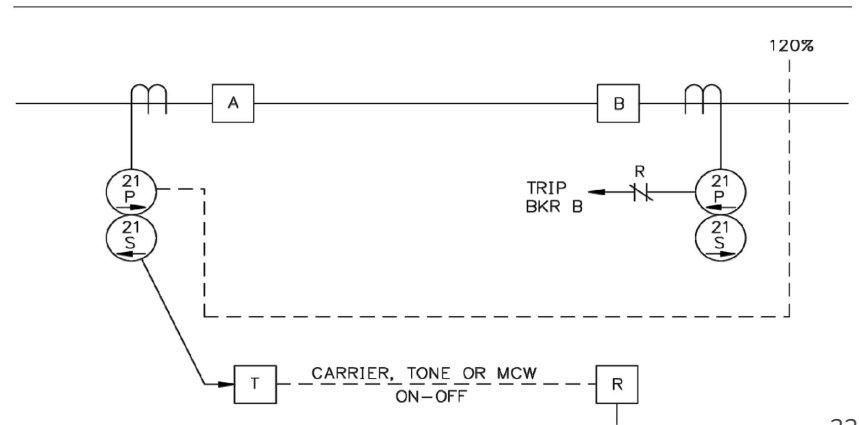 120%
A
B
R
21
P
21
S
TRIP
BKR B
21
P
21
S
T
CARRIER, TONE OR MCW
ON-OFF
R